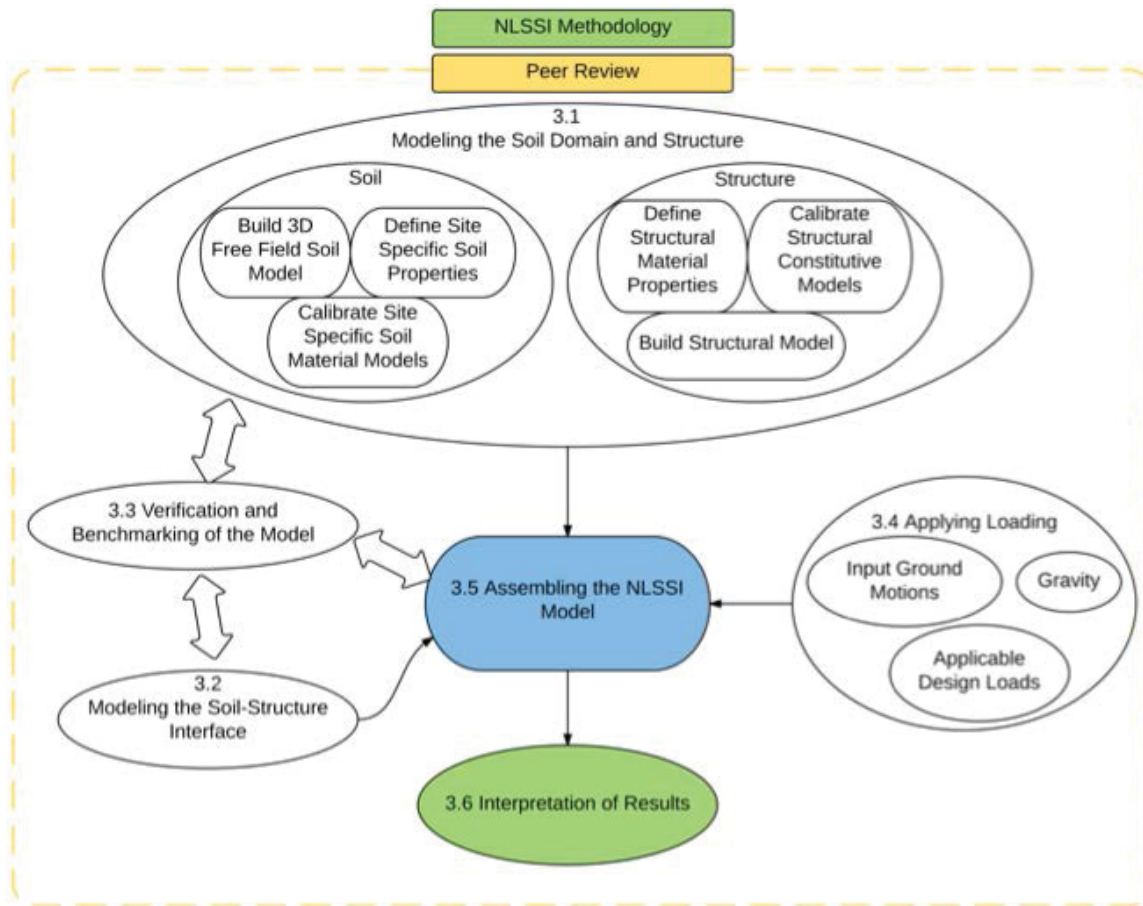 NLSSI Methodology
Peer Review
3.1
Modeling the Soil Domain and Structure
Soil
Build 3D
Free Field Soil
Model
Define Site
Specific Soil
Properties
Calibrate Site
Specific Soil
Material Models
Structure
Define
Structural
Material
Properties
Calibrate
Structural
Constitutive
Models
Build Structural Model
3.3 Verification and
Benchmarking of the Model
3.4 Applying Loading
Input Ground
Motions
Gravity
Applicable
Design Loads
3.5 Assembling the NLSSI
Model
3.2
Modeling the Soil-Structure
Interface
3.6 Interpretation of Results